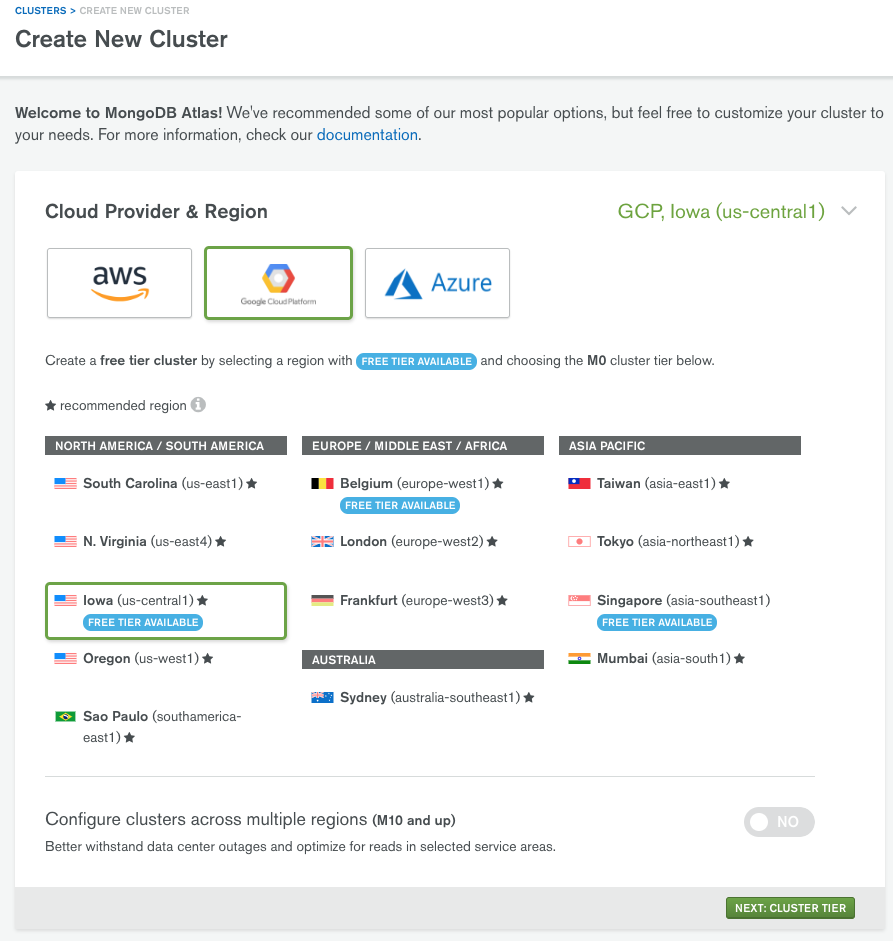 CLUSTERS > CREATE NEW CLUSTER
Create New Cluster
Welcome to MongoDB Atlas! We've recommended some of our most popular options, but feel free to customize your cluster to
your needs. For more information, check our documentation.
Cloud Provider & Region
GCP, Iowa (us-central1)
aws
Google Cloud Platform
Azure
Create a free tier cluster by selecting a region with FREE TIER AVAILABLE and choosing the M0 cluster tier below.
★ recommended region
NORTH AMERICA / SOUTH AMERICA
South Carolina (us-east1) ★
N. Virginia (us-east4) ★
Iowa (us-central1) ★
FREE TIER AVAILABLE
Oregon (us-west1) ★
Sao Paulo (southamerica-
east1) ★
EUROPE / MIDDLE EAST / AFRICA
Belgium (europe-west1) ★
FREE TIER AVAILABLE
London (europe-west2) ★
Frankfurt (europe-west3) ★
AUSTRALIA
Sydney (australia-southeast1) ★
ASIA PACIFIC
Taiwan (asia-east1) ★
Tokyo (asia-northeast1) ★
Singapore (asia-southeast1)
FREE TIER AVAILABLE
Mumbai (asia-south1) ★
Configure clusters across multiple regions (M10 and up)
NO
Better withstand data center outages and optimize for reads in selected service areas.
NEXT: CLUSTER TIER